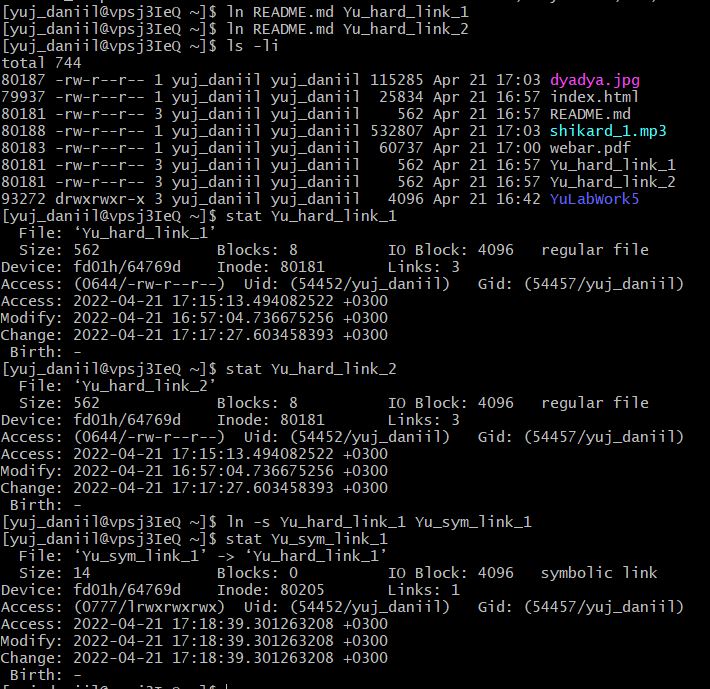 [yuj_daniil@vpsj3IeQ ~]$ ln README.md Yu_hard_link_1
[yuj_daniil@vpsj3IeQ ~]$ ln README.md Yu_hard_link_2
[yuj_daniil@vpsj3IeQ ~]$ ls -li
total 744
80187 -rw-r--r-- 1 yuj_daniil yuj_daniil 115285 Apr 21 17:03 dyadya.jpg
79937 -rw-r--r-- 1 yuj_daniil yuj_daniil  25834 Apr 21 16:57 index.html
80181 -rw-r--r-- 3 yuj_daniil yuj_daniil    562 Apr 21 16:57 README.md
80188 -rw-r--r-- 1 yuj_daniil yuj_daniil 532807 Apr 21 17:03 shikard_1.mp3
80183 -rw-r--r-- 1 yuj_daniil yuj_daniil  60737 Apr 21 17:00 webar.pdf
80181 -rw-r--r-- 3 yuj_daniil yuj_daniil    562 Apr 21 16:57 Yu_hard_link_1
80181 -rw-r--r-- 3 yuj_daniil yuj_daniil    562 Apr 21 16:57 Yu_hard_link_2
93272 drwxrwxr-x 3 yuj_daniil yuj_daniil   4096 Apr 21 16:42 YuLabWork5
[yuj_daniil@vpsj3IeQ ~]$ stat Yu_hard_link_1
  File: ‘Yu_hard_link_1’
  Size: 562             Blocks: 8          IO Block: 4096   regular file
Device: fd01h/64769d    Inode: 80181       Links: 3
Access: (0644/-rw-r--r--)  Uid: (54452/yuj_daniil)   Gid: (54457/yuj_daniil)
Access: 2022-04-21 17:15:13.494082522 +0300
Modify: 2022-04-21 16:57:04.736675256 +0300
Change: 2022-04-21 17:17:27.603458393 +0300
 Birth: -
[yuj_daniil@vpsj3IeQ ~]$ stat Yu_hard_link_2
  File: ‘Yu_hard_link_2’
  Size: 562             Blocks: 8          IO Block: 4096   regular file
Device: fd01h/64769d    Inode: 80181       Links: 3
Access: (0644/-rw-r--r--)  Uid: (54452/yuj_daniil)   Gid: (54457/yuj_daniil)
Access: 2022-04-21 17:15:13.494082522 +0300
Modify: 2022-04-21 16:57:04.736675256 +0300
Change: 2022-04-21 17:17:27.603458393 +0300
 Birth: -
[yuj_daniil@vpsj3IeQ ~]$ ln -s Yu_hard_link_1 Yu_sym_link_1
[yuj_daniil@vpsj3IeQ ~]$ stat Yu_sym_link_1
  File: ‘Yu_sym_link_1’ -> ‘Yu_hard_link_1’
  Size: 14              Blocks: 0          IO Block: 4096   symbolic link
Device: fd01h/64769d    Inode: 80205       Links: 1
Access: (0777/lrwxrwxrwx)  Uid: (54452/yuj_daniil)   Gid: (54457/yuj_daniil)
Access: 2022-04-21 17:18:39.301263208 +0300
Modify: 2022-04-21 17:18:39.301263208 +0300
Change: 2022-04-21 17:18:39.301263208 +0300
 Birth: -
[yuj_daniil@vpsj3IeQ ~]$